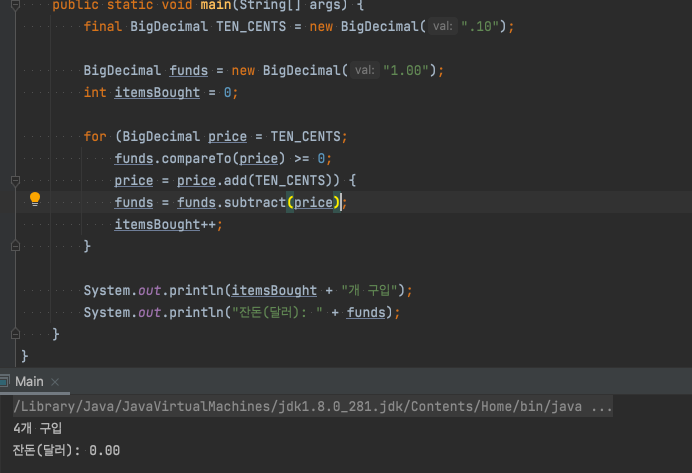 public static void main(String[] args) {
final BigDecimal TEN_CENTS = new BigDecimal( val: ".10");
BigDecimal funds = new BigDecimal( val: "1.00");
int itemsBought = 0;
for (BigDecimal price = TEN_CENTS;
funds.compareTo(price) >= 0;
price = price.add(TEN_CENTS)) {
funds = funds.subtract(price);
itemsBought++;
}
System.out.println(itemsBought + "개 구입");
System.out.println("잔돈(달러): " + funds);
}
}
Main ×
/Library/Java/JavaVirtualMachines/jdk1.8.0_281.jdk/Contents/Home/bin/java ...
4개 구입
잔돈(달러): 0.00